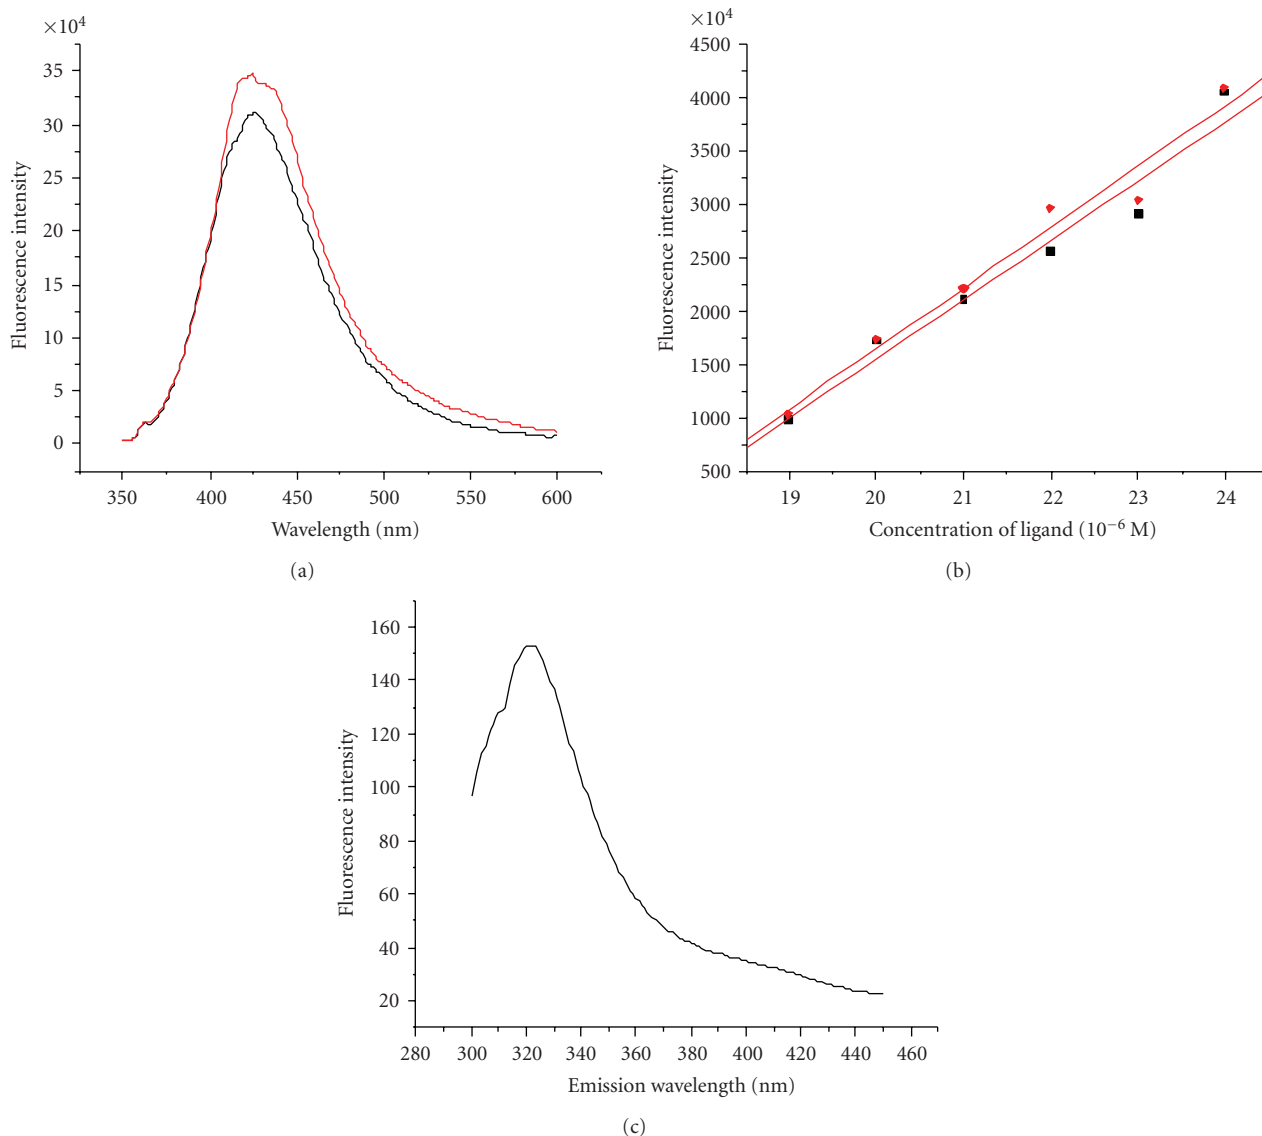 ×10⁴
35
30
25
20
15
10
5
0
Fluorescence intensity
350 400 450 500 550 600
Wavelength (nm)
(a)
×10⁴
4500
4000
3500
3000
2500
2000
1500
1000
500
Fluorescence intensity
19 20 21 22 23 24
Concentration of ligand (10⁻⁶ M)
(b)
160
140
120
100
80
60
40
20
Fluorescence intensity
280 300 320 340 360 380 400 420 440 460
Emission wavelength (nm)
(c)